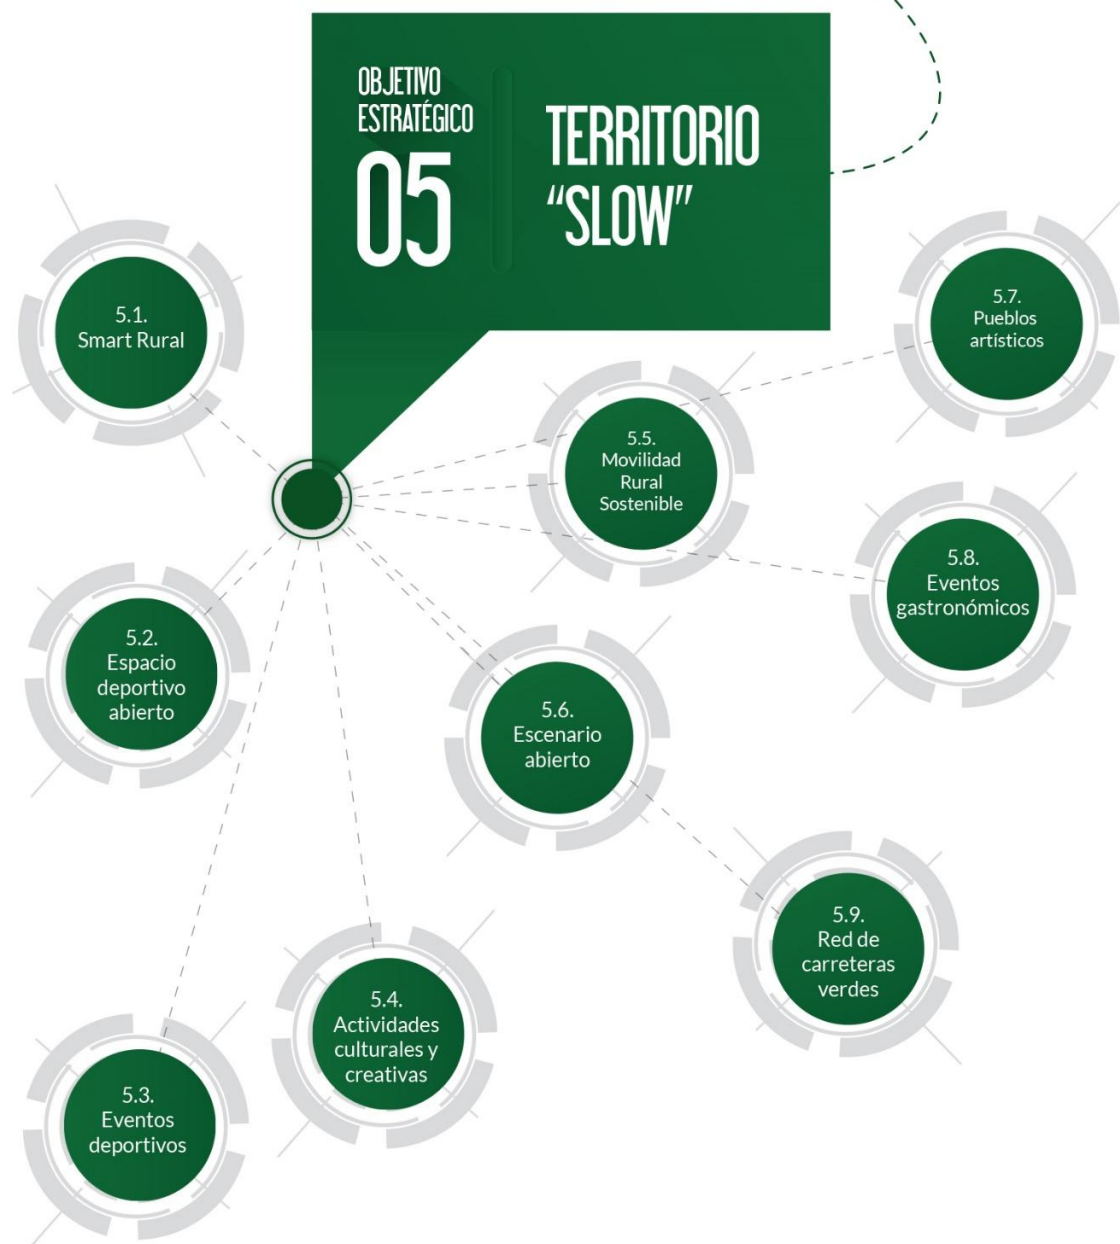 OBJETIVO
ESTRATÉGICO
05
TERRITORIO
“SLOW”
5.1.
Smart Rural
5.2.
Espacio
deportivo
abierto
5.3.
Eventos
deportivos
5.4.
Actividades
culturales y
creativas
5.5.
Movilidad
Rural
Sostenible
5.6.
Escenario
abierto
5.7.
Pueblos
artísticos
5.8.
Eventos
gastronómicos
5.9.
Red de
carreteras
verdes